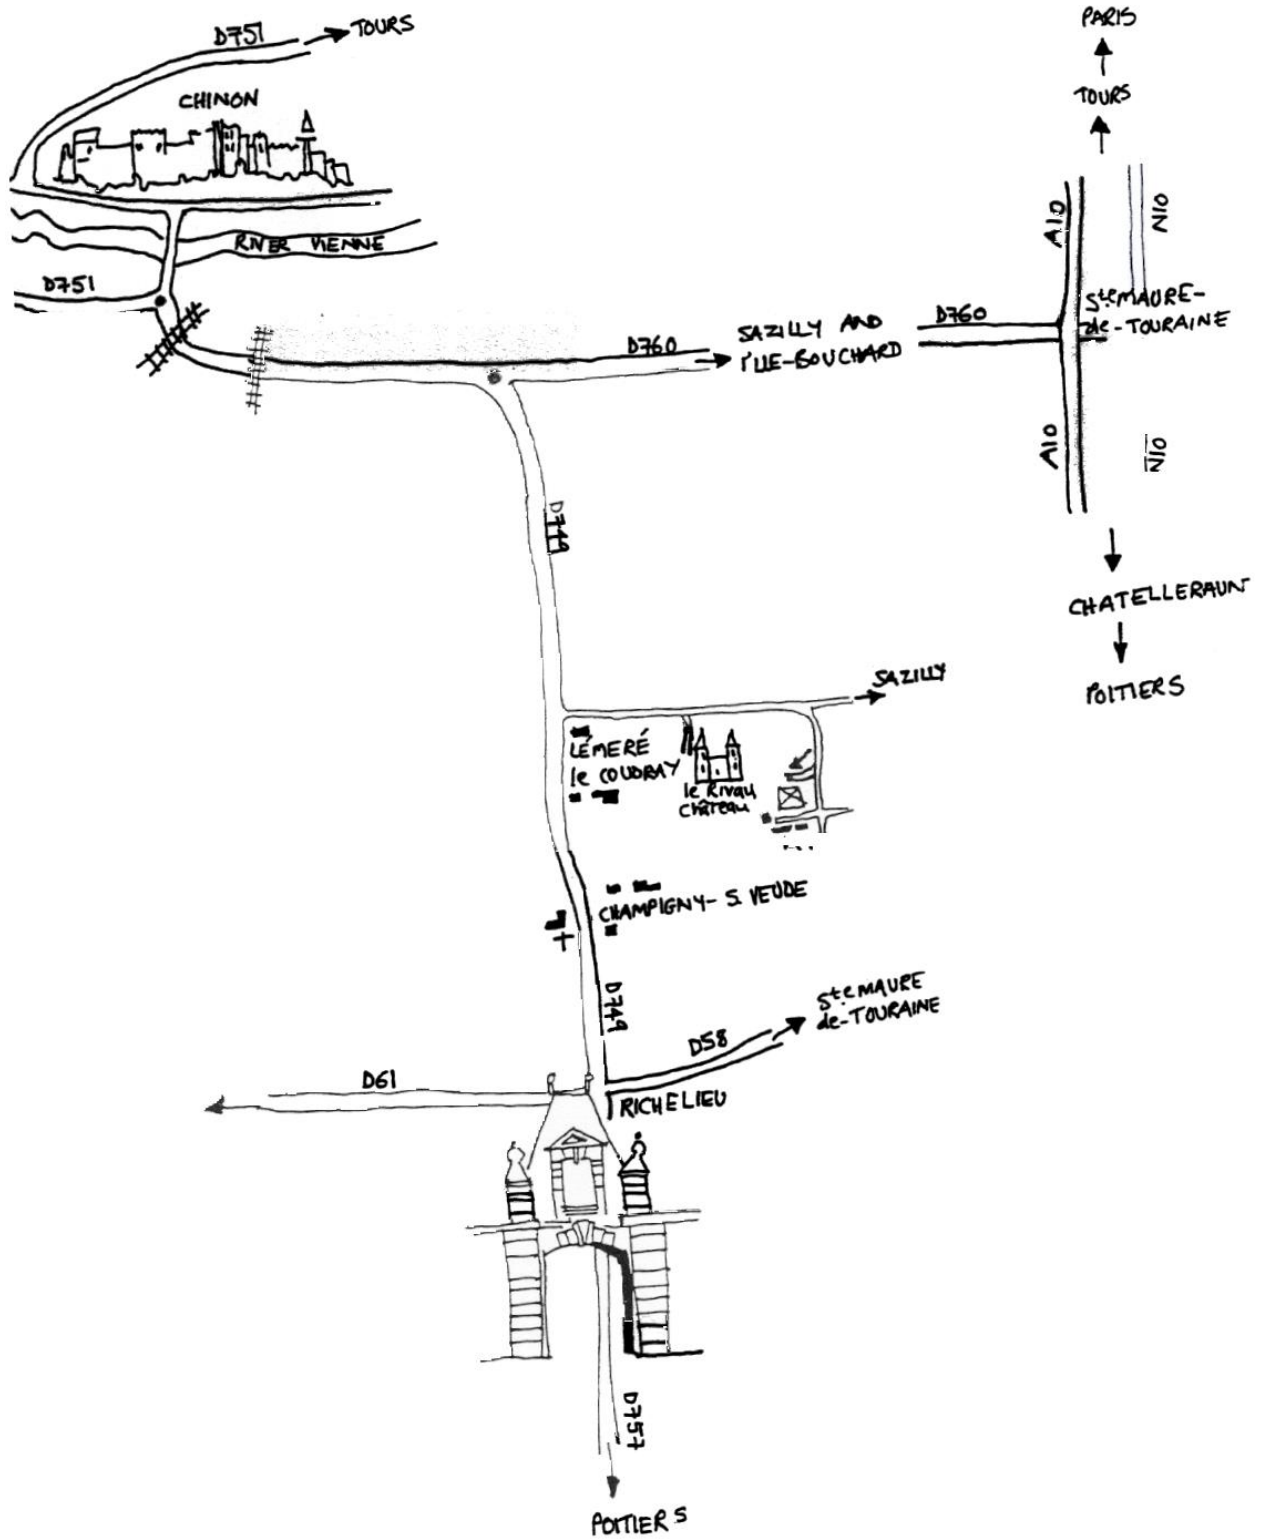 D751
TOURS
CHINON
RIVER VIENNE
D751
D760
SAZILLY AND
l'ILE-BOUCHARD
PARIS
TOURS
A10
N10
D760
Ste MAURE-
de-TOURAINE
A10
N10
CHATELLERAULT
POITIERS
D749
SAZILLY
LÉMERÉ
le COUDRAY
le Rivau
Château
CHAMPIGNY-S. VEUDE
D749
Ste MAURE
de-TOURAINE
D58
D61
RICHELIEU
D757
POITIERS